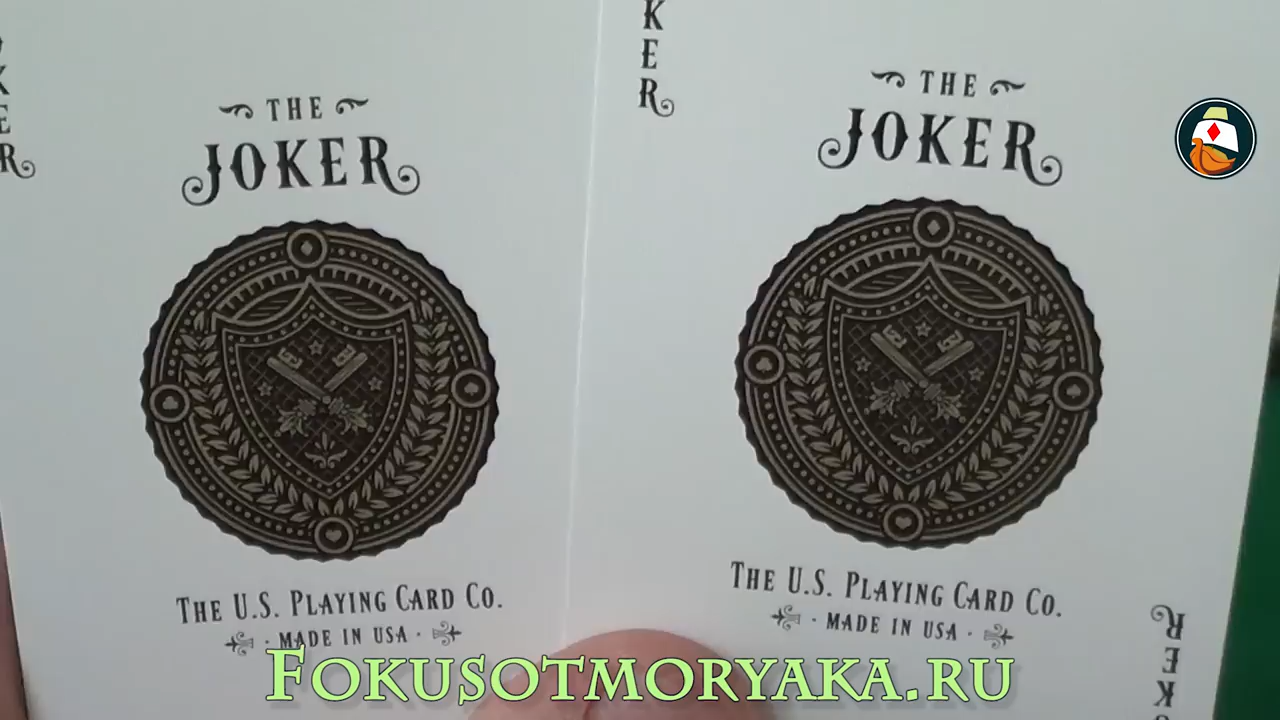 K
E
R
K
E
R
THE
JOKER
THE U.S. PLAYING CARD CO.
· MADE IN USA ·
THE
JOKER
THE U.S. PLAYING CARD CO.
· MADE IN USA ·
R
E
K
FOKUSOTMORYAKA.RU